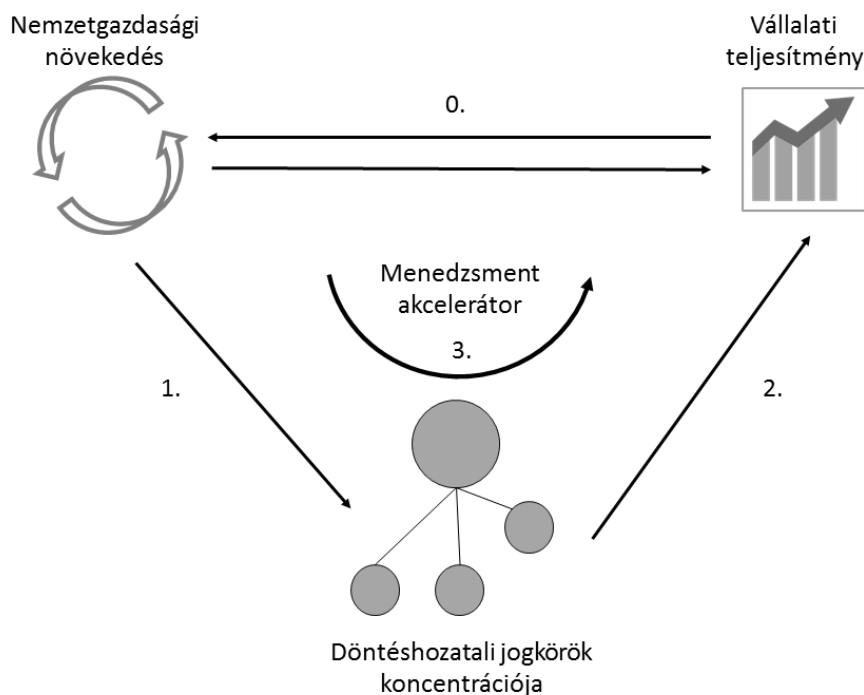 Nemzetgazdasági
növekedés
Vállalati
teljesítmény
0.
Menedzsment
akcelerátor
3.
1.
2.
Döntéshozatali jogkörök
koncentrációja